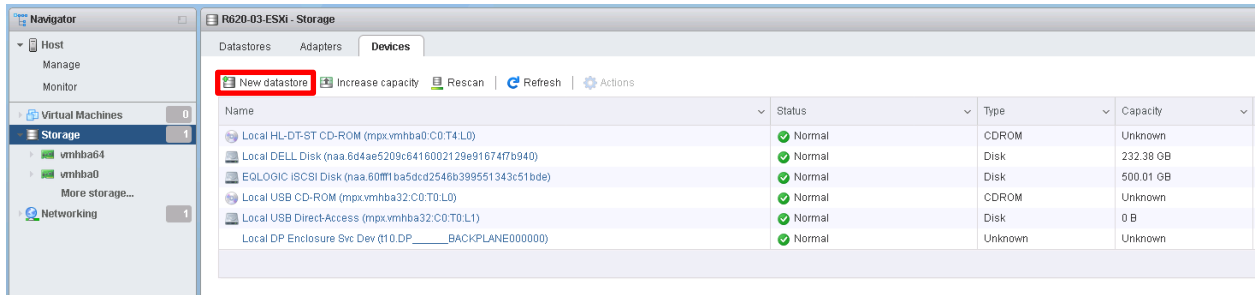 Navigator
Host
Manage
Monitor
Virtual Machines 0
Storage 1
vmhba64
vmhba0
More storage...
Networking 1
R620-03-ESXi - Storage
Datastores Adapters Devices
New datastore Increase capacity Rescan | Refresh | Actions
Name Status Type Capacity
Local HL-DT-ST CD-ROM (mpx.vmhba0:C0:T4:L0) Normal CDROM Unknown
Local DELL Disk (naa.6d4ae5209c6416002129e91674f7b940) Normal Disk 232.38 GB
EQLOGIC iSCSI Disk (naa.60fff1ba5dcd2546b399551343c51bde) Normal Disk 500.01 GB
Local USB CD-ROM (mpx.vmhba32:C0:T0:L0) Normal CDROM Unknown
Local USB Direct-Access (mpx.vmhba32:C0:T0:L1) Normal Disk 0 B
Local DP Enclosure Svc Dev (t10.DP______BACKPLANE000000) Normal Unknown Unknown